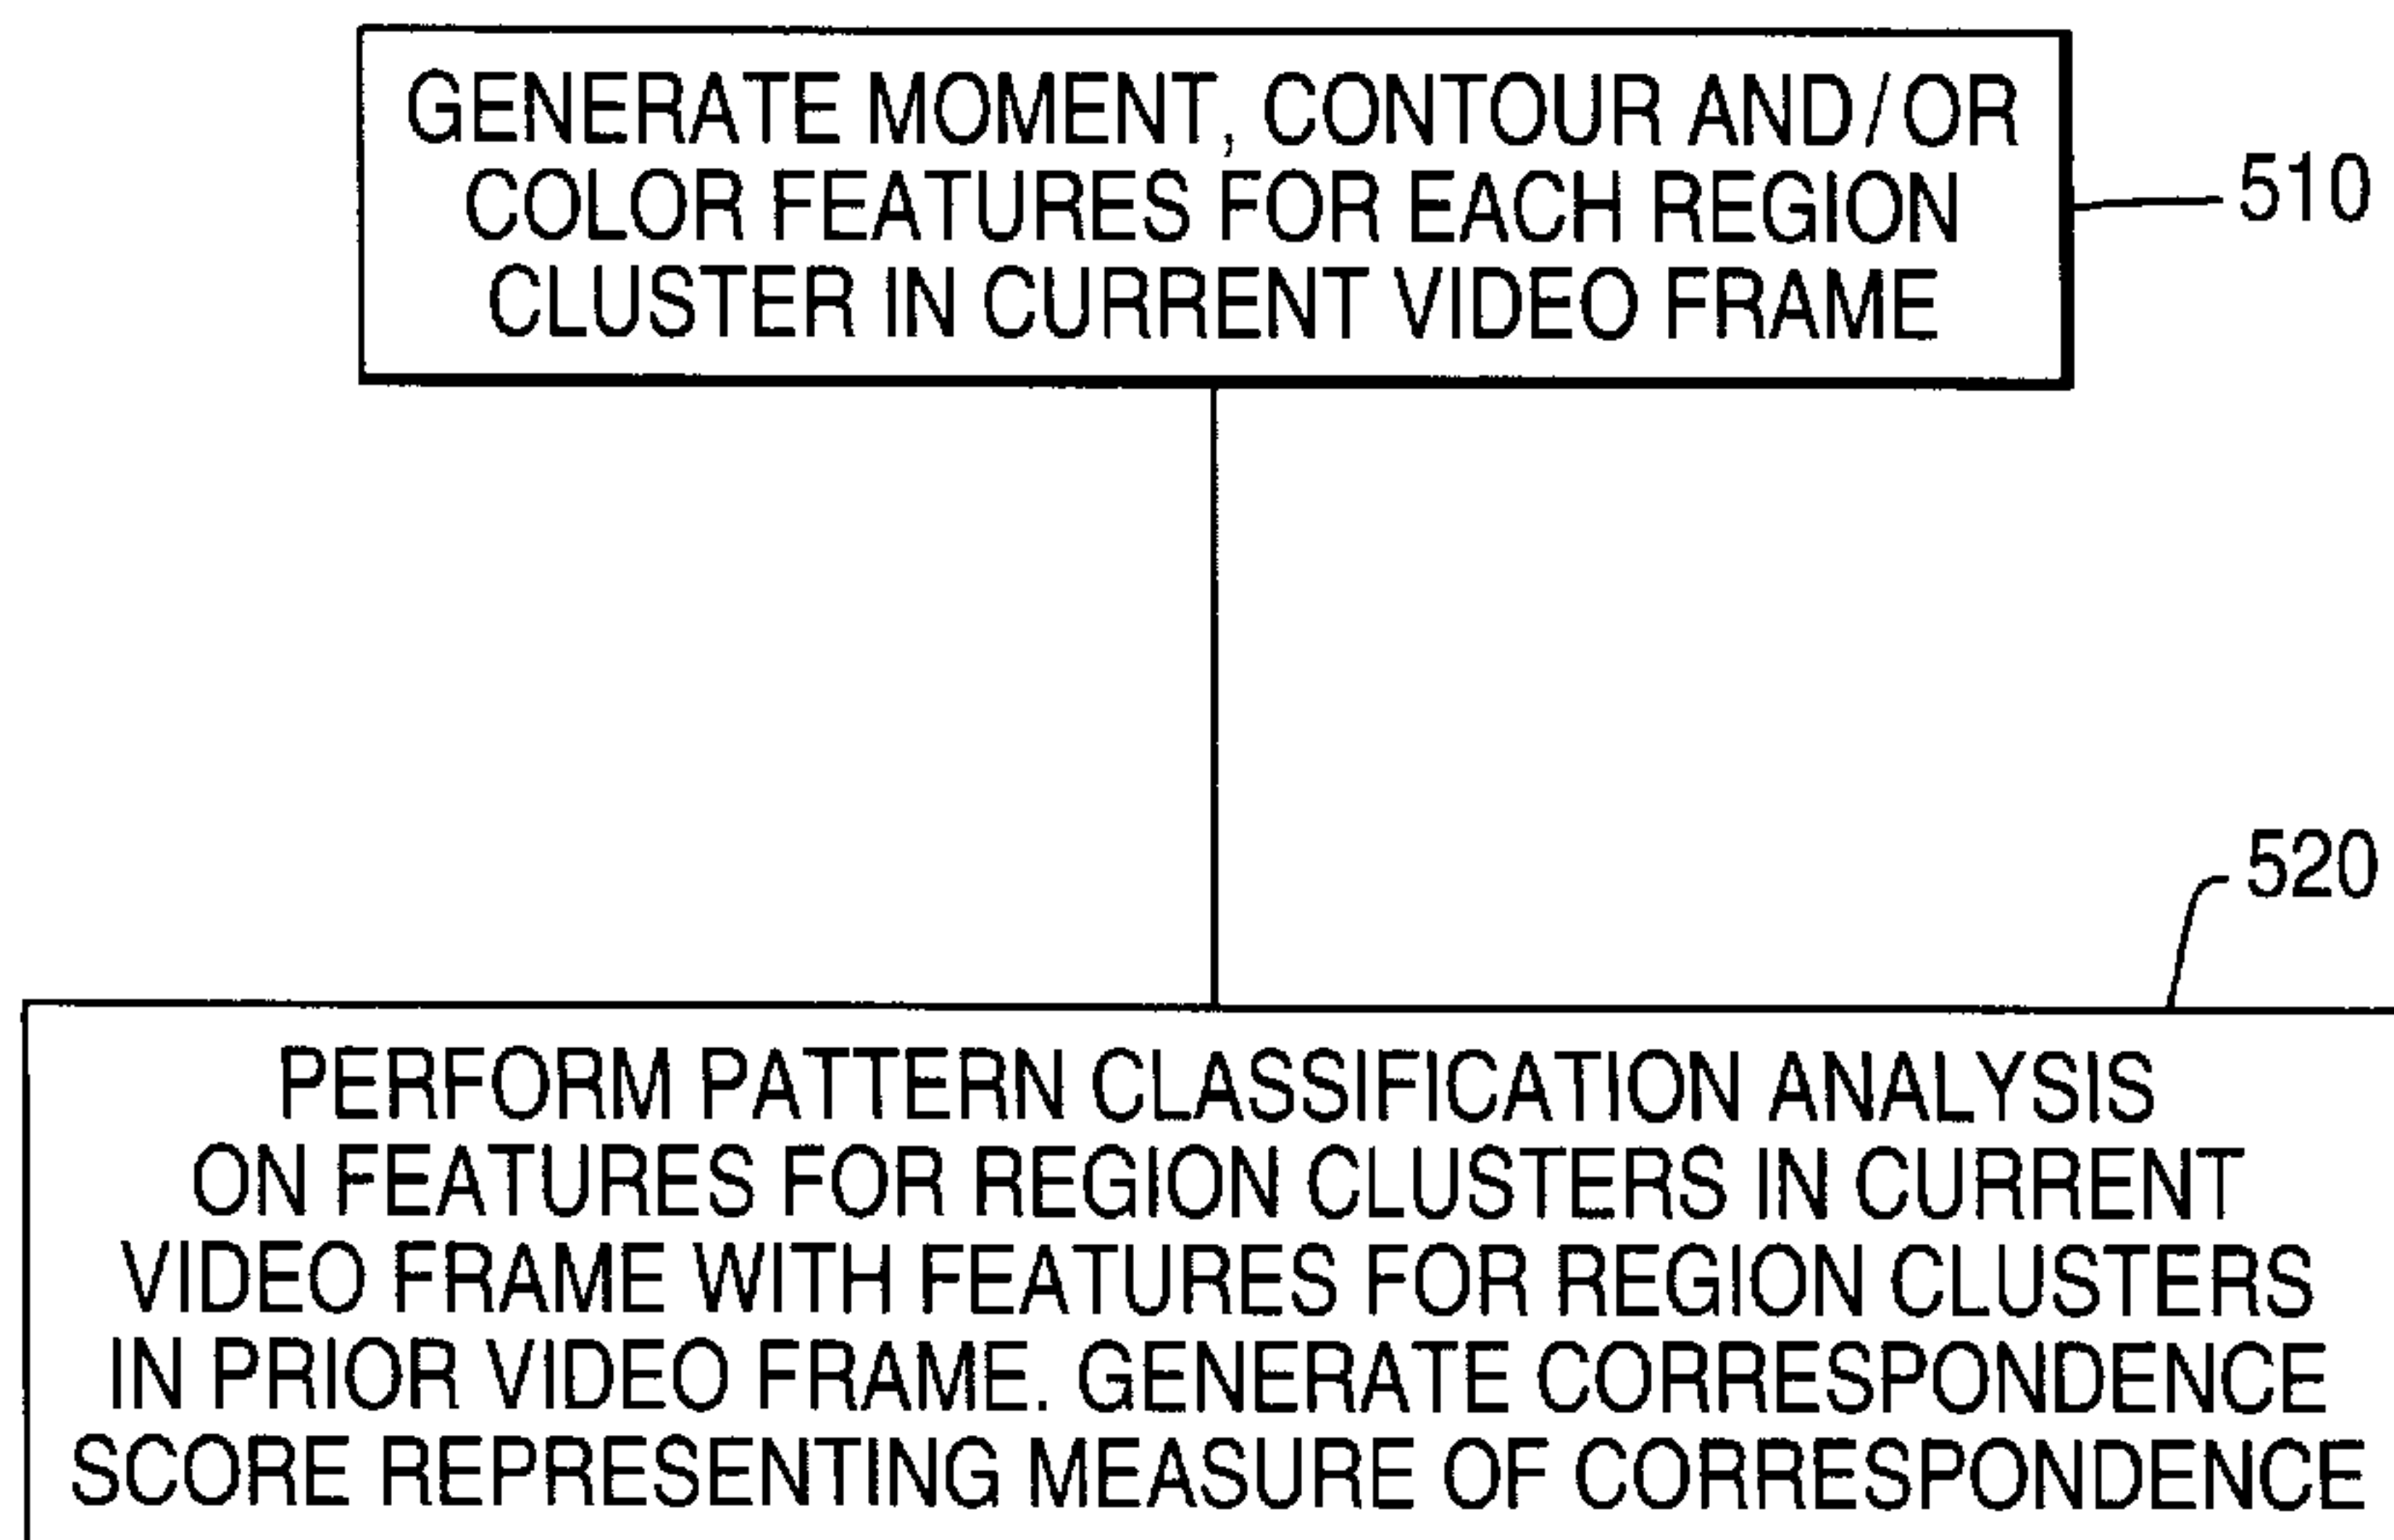 GENERATE MOMENT, CONTOUR AND/OR
COLOR FEATURES FOR EACH REGION
CLUSTER IN CURRENT VIDEO FRAME
510
520
PERFORM PATTERN CLASSIFICATION ANALYSIS
ON FEATURES FOR REGION CLUSTERS IN CURRENT
VIDEO FRAME WITH FEATURES FOR REGION CLUSTERS
IN PRIOR VIDEO FRAME. GENERATE CORRESPONDENCE
SCORE REPRESENTING MEASURE OF CORRESPONDENCE